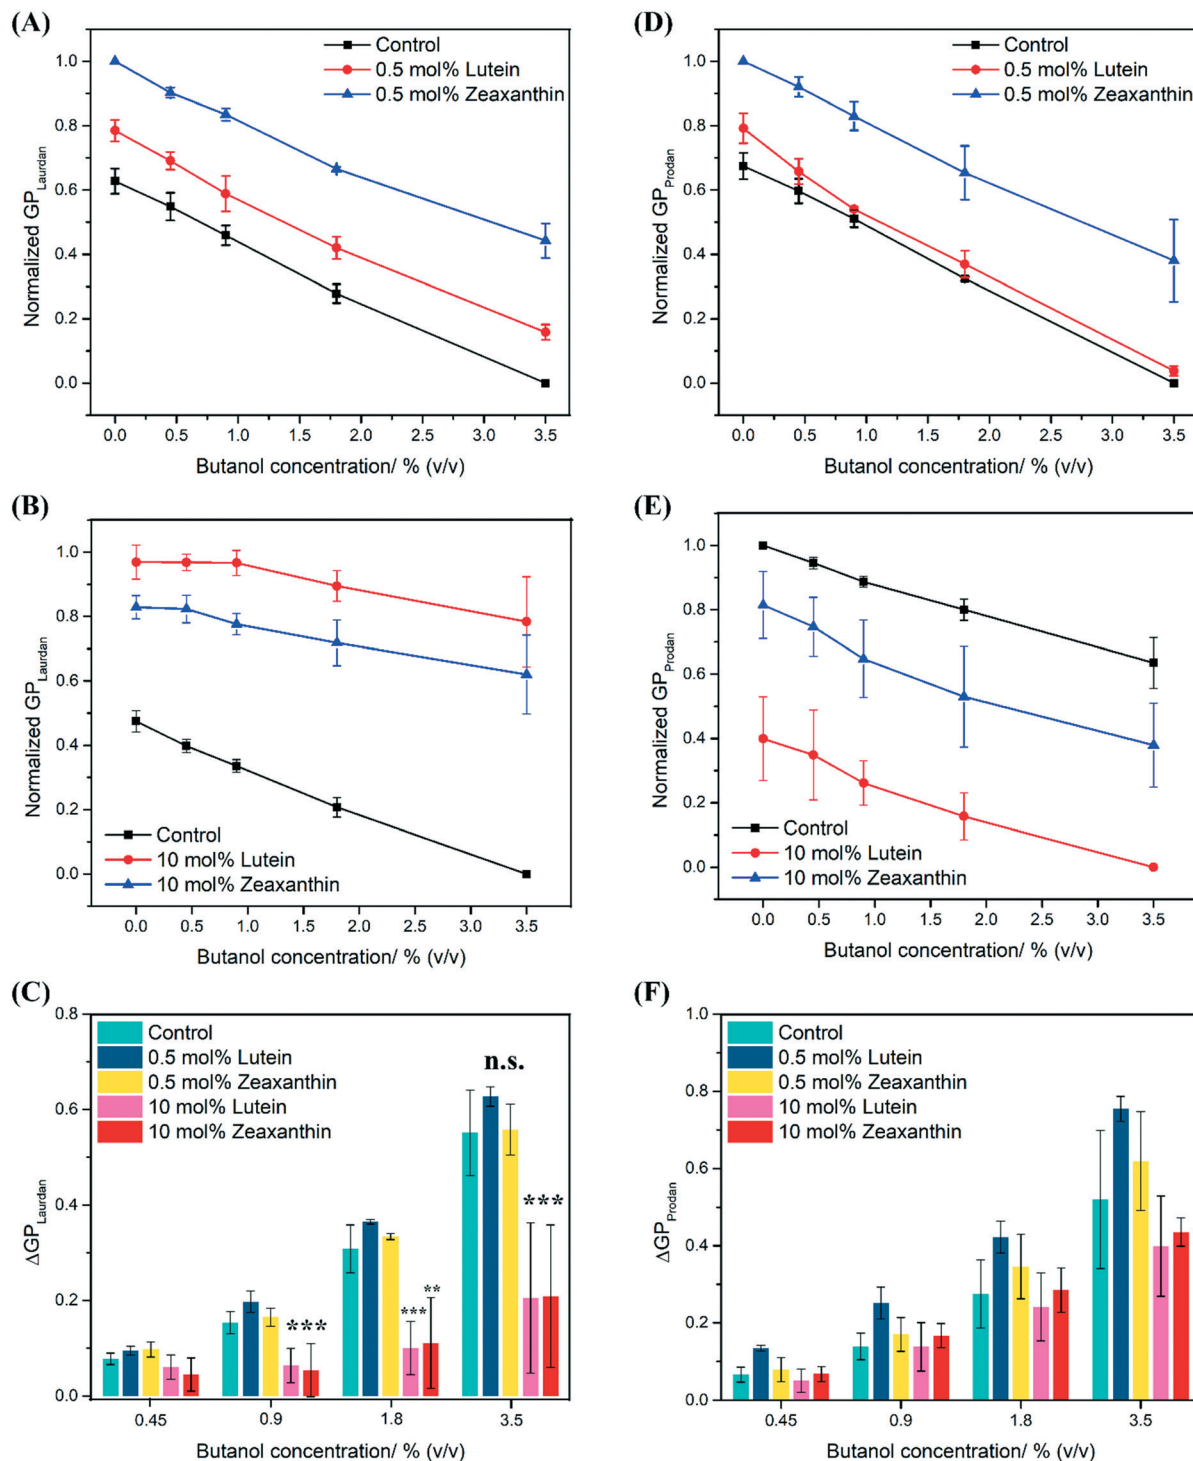 (A)
Control
0.5 mol% Lutein
0.5 mol% Zeaxanthin
Normalized GP Laurdan
1.0
0.8
0.6
0.4
0.2
0.0
0.0 0.5 1.0 1.5 2.0 2.5 3.0 3.5
Butanol concentration/ % (v/v)
(D)
Control
0.5 mol% Lutein
0.5 mol% Zeaxanthin
Normalized GP Prodan
1.0
0.8
0.6
0.4
0.2
0.0
0.0 0.5 1.0 1.5 2.0 2.5 3.0 3.5
Butanol concentration/ % (v/v)
(B)
Normalized GP Laurdan
1.0
0.8
0.6
0.4
0.2
0.0
Control
10 mol% Lutein
10 mol% Zeaxanthin
0.0 0.5 1.0 1.5 2.0 2.5 3.0 3.5
Butanol concentration/ % (v/v)
(E)
Normalized GP Prodan
1.0
0.8
0.6
0.4
0.2
0.0
Control
10 mol% Lutein
10 mol% Zeaxanthin
0.0 0.5 1.0 1.5 2.0 2.5 3.0 3.5
Butanol concentration/ % (v/v)
(C)
Control
0.5 mol% Lutein
0.5 mol% Zeaxanthin
10 mol% Lutein
10 mol% Zeaxanthin
n.s.
***
*** **
***
ΔGP Laurdan
0.8
0.6
0.4
0.2
0.0
0.45 0.9 1.8 3.5
Butanol concentration/ % (v/v)
(F)
Control
0.5 mol% Lutein
0.5 mol% Zeaxanthin
10 mol% Lutein
10 mol% Zeaxanthin
ΔGP Prodan
1.0
0.8
0.6
0.4
0.2
0.0
0.45 0.9 1.8 3.5
Butanol concentration/ % (v/v)